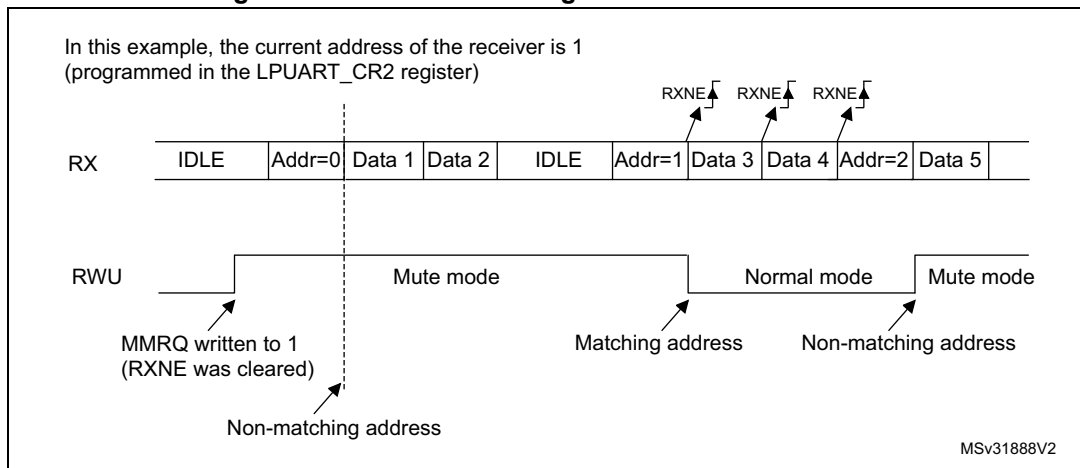 In this example, the current address of the receiver is 1
(programmed in the LPUART_CR2 register)
RXNE RXNE RXNE
RX IDLE Addr=0 Data 1 Data 2 IDLE Addr=1 Data 3 Data 4 Addr=2 Data 5
RWU Mute mode Normal mode Mute mode
MMRQ written to 1 Matching address Non-matching address
(RXNE was cleared)
Non-matching address
MSv31888V2